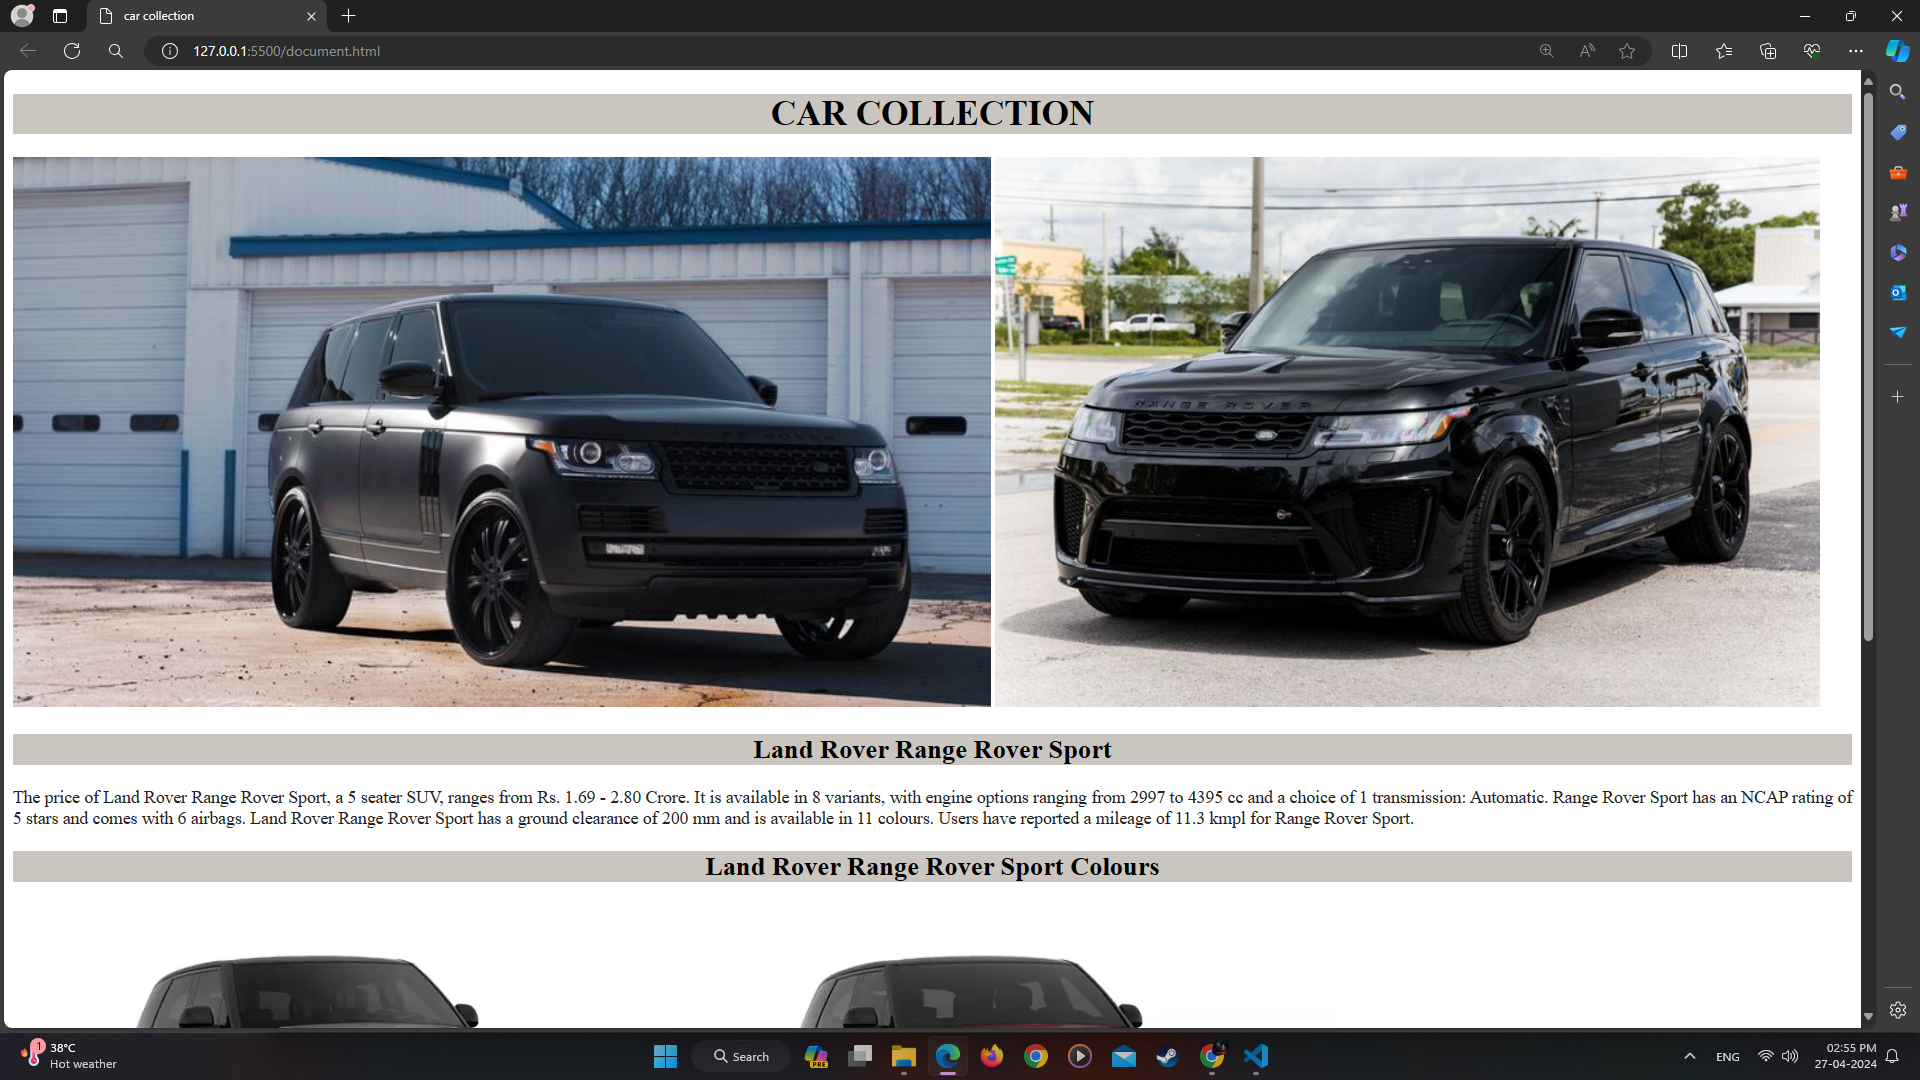 car collection
127.0.0.1:5500/document.html
CAR COLLECTION
RANGE ROVER
Land Rover Range Rover Sport
The price of Land Rover Range Rover Sport, a 5 seater SUV, ranges from Rs. 1.69 - 2.80 Crore. It is available in 8 variants, with engine options ranging from 2997 to 4395 cc and a choice of 1 transmission: Automatic. Range Rover Sport has an NCAP rating of
5 stars and comes with 6 airbags. Land Rover Range Rover Sport has a ground clearance of 200 mm and is available in 11 colours. Users have reported a mileage of 11.3 kmpl for Range Rover Sport.
Land Rover Range Rover Sport Colours
1
38°C
Hot weather
Search
PRE
ENG
02:55 PM
27-04-2024